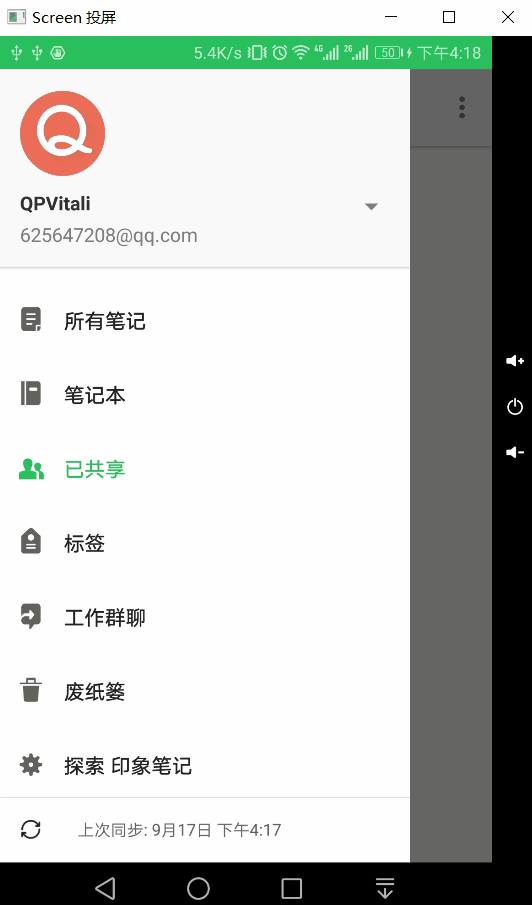 Screen 投屏
5.4K/s 4G 2G 50 下午4:18
QPVitali
625647208@qq.com
所有笔记
笔记本
已共享
标签
工作群聊
废纸篓
探索 印象笔记
上次同步: 9月17日 下午4:17